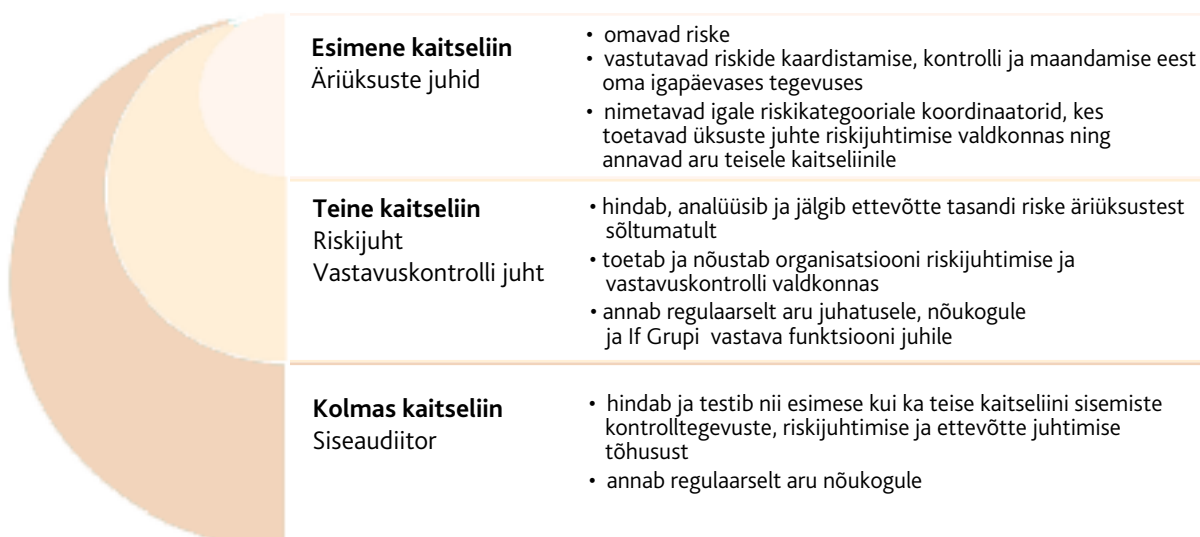 Esimene kaitseliin
Äriüksuste juhid
• omavad riske
• vastutavad riskide kaardistamise, kontrolli ja maandamise eest
oma igapäevases tegevuses
• nimetavad igale riskikategooriale koordinaatorid, kes
toetavad üksuste juhte riskijuhtimise valdkonnas ning
annavad aru teisele kaitseliinile
Teine kaitseliin
Riskijuht
Vastavuskontrolli juht
• hindab, analüüsib ja jälgib ettevõtte tasandi riske äriüksustest
sõltumatult
• toetab ja nõustab organisatsiooni riskijuhtimise ja
vastavuskontrolli valdkonnas
• annab regulaarselt aru juhatusele, nõukogule
ja If Grupi vastava funktsiooni juhile
Kolmas kaitseliin
Siseaudiitor
• hindab ja testib nii esimese kui ka teise kaitseliini sisemiste
kontrolltegevuste, riskijuhtimise ja ettevõtte juhtimise
tõhusust
• annab regulaarselt aru nõukogule